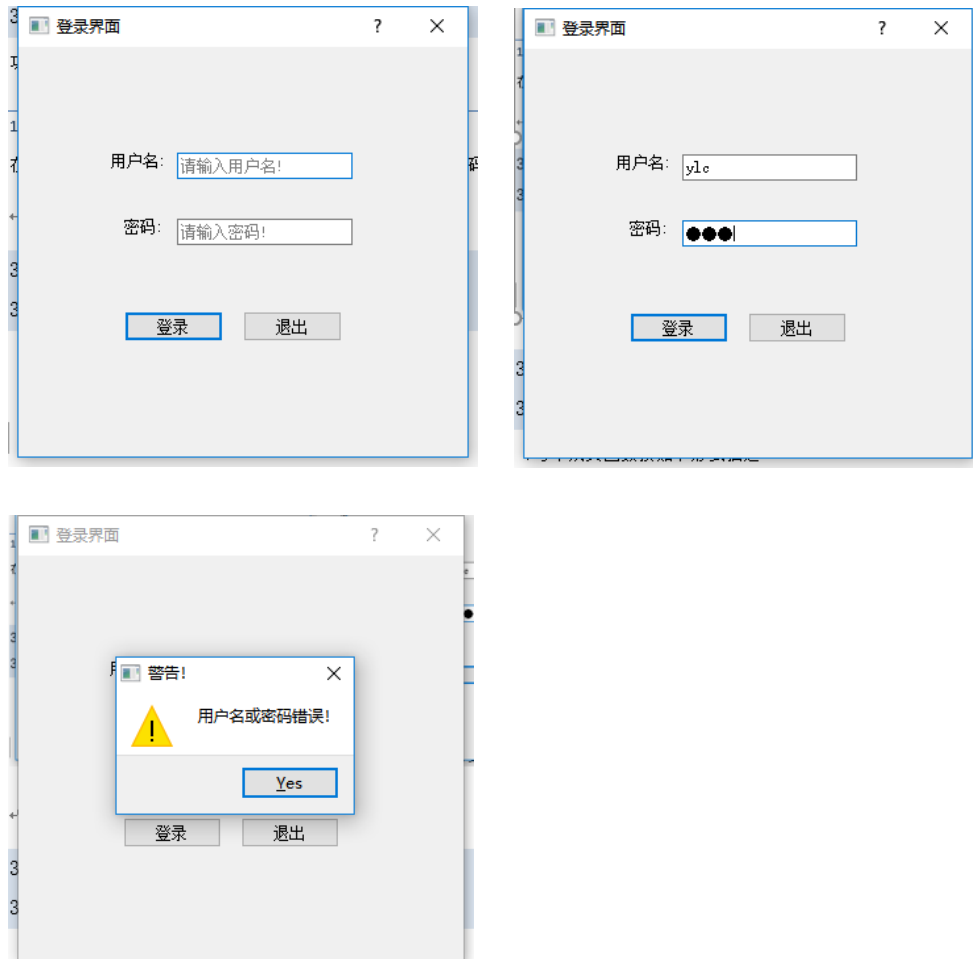 登录界面
?
用户名:
请输入用户名!
密码:
请输入密码!
登录
退出
登录界面
?
用户名:
ylc
密码:
●●●
登录
退出
登录界面
?
警告!
用户名或密码错误!
Yes
登录
退出